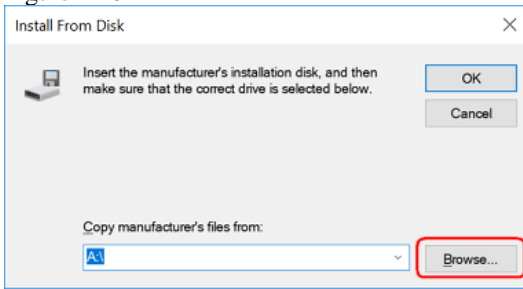 Install From Disk
Insert the manufacturer's installation disk, and then
make sure that the correct drive is selected below.
OK
Cancel
Copy manufacturer's files from:
A:\
Browse...